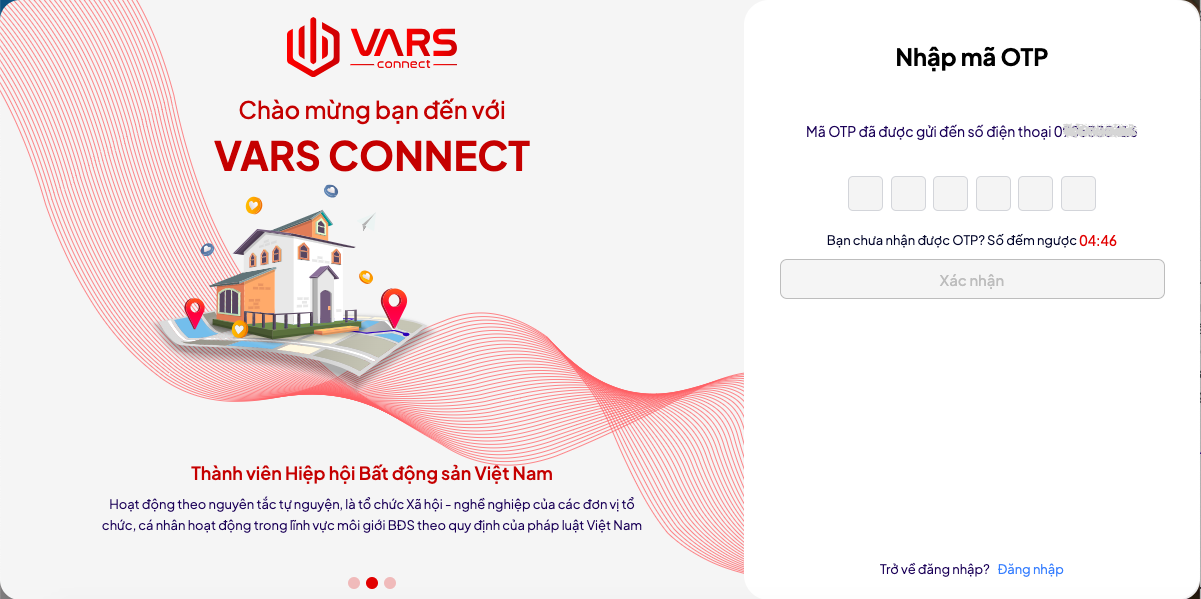 VARS
connect
Chào mừng bạn đến với
VARS CONNECT
Thành viên Hiệp hội Bất động sản Việt Nam
Hoạt động theo nguyên tắc tự nguyện, là tổ chức Xã hội - nghề nghiệp của các đơn vị tổ
chức, cá nhân hoạt động trong lĩnh vực môi giới BĐS theo quy định của pháp luật Việt Nam
Nhập mã OTP
Mã OTP đã được gửi đến số điện thoại
Bạn chưa nhận được OTP? Số đếm ngược 04:46
Xác nhận
Trở về đăng nhập? Đăng nhập